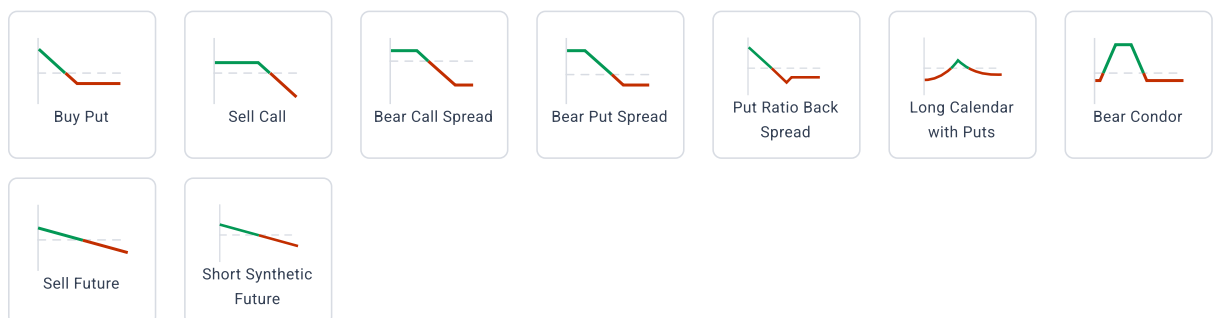 Buy Put
Sell Call
Bear Call Spread
Bear Put Spread
Put Ratio Back
Spread
Long Calendar
with Puts
Bear Condor
Sell Future
Short Synthetic
Future